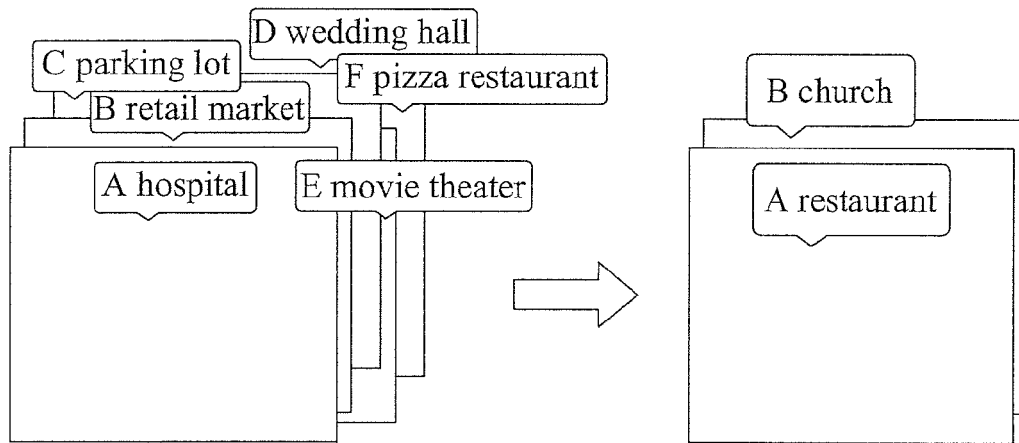 D wedding hall
C parking lot
F pizza restaurant
B retail market
A hospital
E movie theater
B church
A restaurant